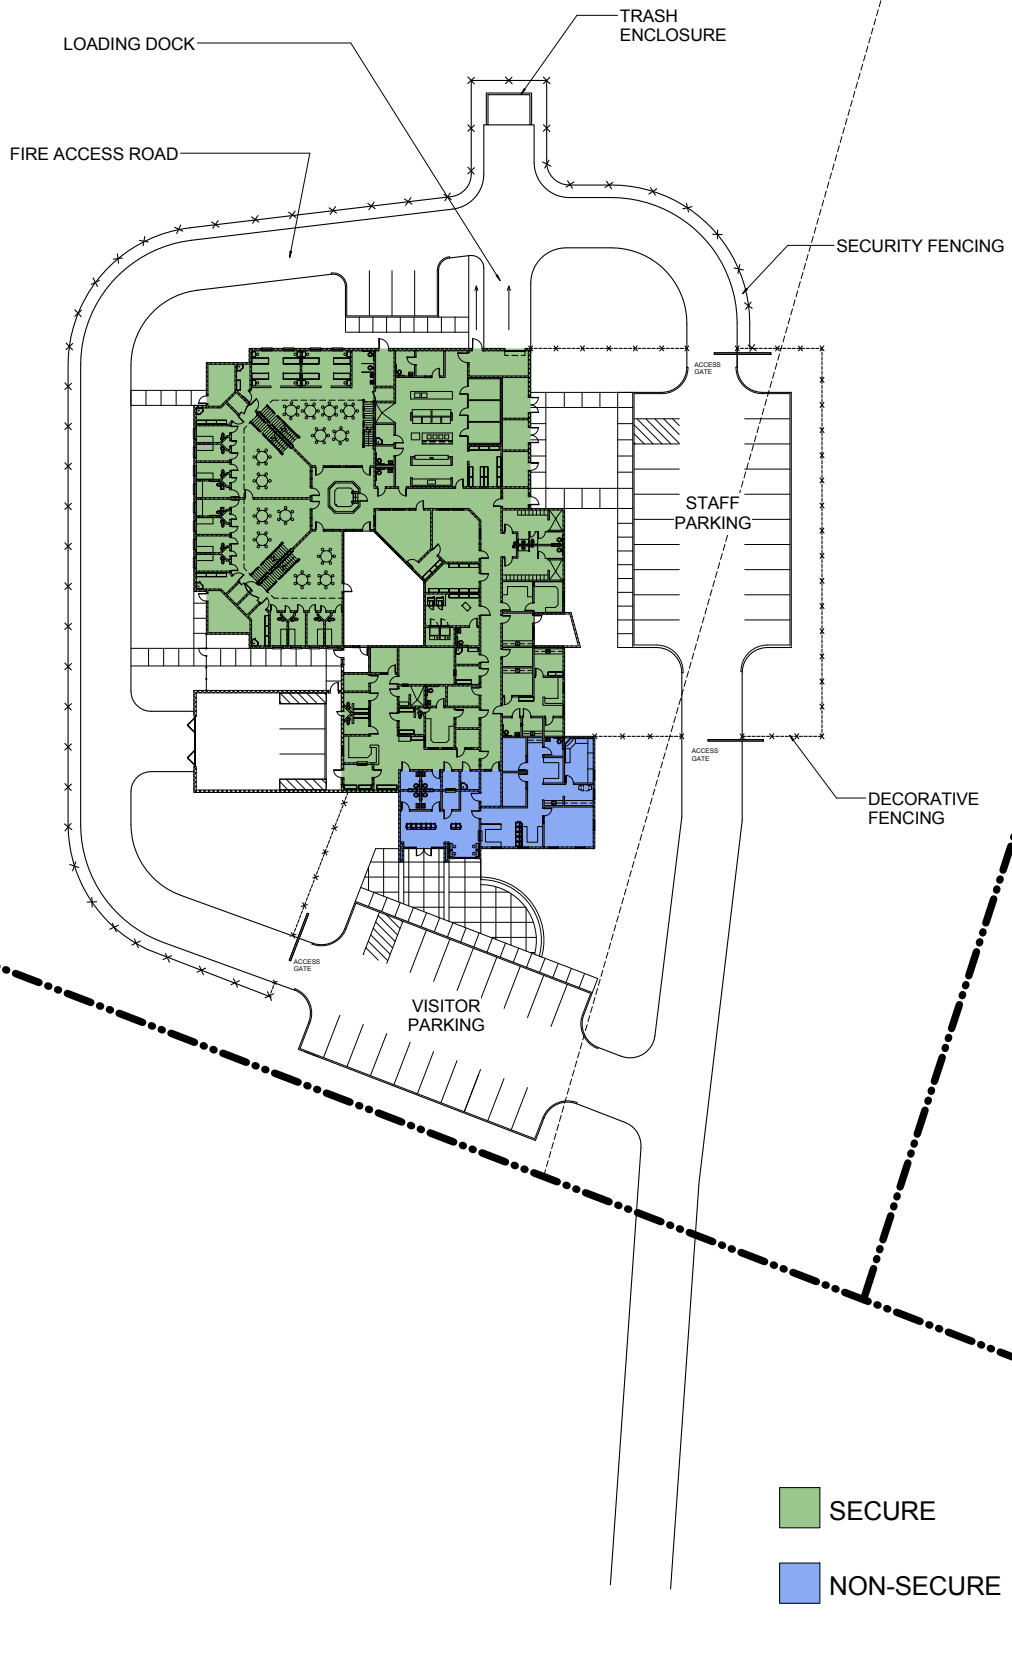 TRASH
ENCLOSURE
LOADING DOCK
FIRE ACCESS ROAD
SECURITY FENCING
ACCESS
GATE
STAFF
PARKING
ACCESS
GATE
DECORATIVE
FENCING
ACCESS
GATE
VISITOR
PARKING
SECURE
NON-SECURE